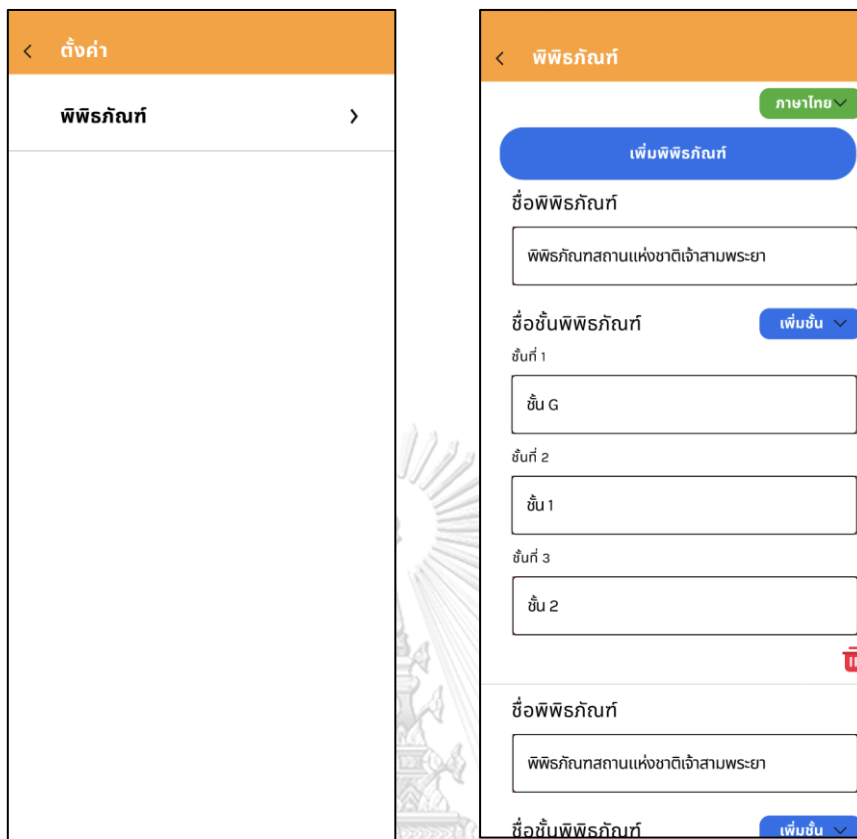 ตั้งค่า
พิพิธภัณฑ์
พิพิธภัณฑ์
ภาษาไทย
เพิ่มพิพิธภัณฑ์
ชื่อพิพิธภัณฑ์
พิพิธภัณฑสถานแห่งชาติเจ้าสามพระยา
ชื่อชั้นพิพิธภัณฑ์ เพิ่มชั้น
ชั้นที่ 1
ชั้น G
ชั้นที่ 2
ชั้น 1
ชั้นที่ 3
ชั้น 2
ชื่อพิพิธภัณฑ์
พิพิธภัณฑสถานแห่งชาติเจ้าสามพระยา
ชื่อชั้นพิพิธภัณฑ์ เพิ่มชั้น